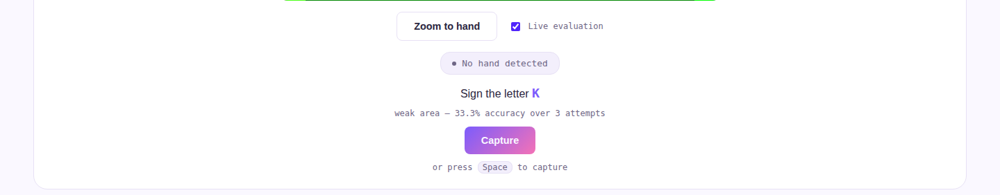 Zoom to hand
Live evaluation
No hand detected
Sign the letter K
weak area — 33.3% accuracy over 3 attempts
Capture
or press Space to capture